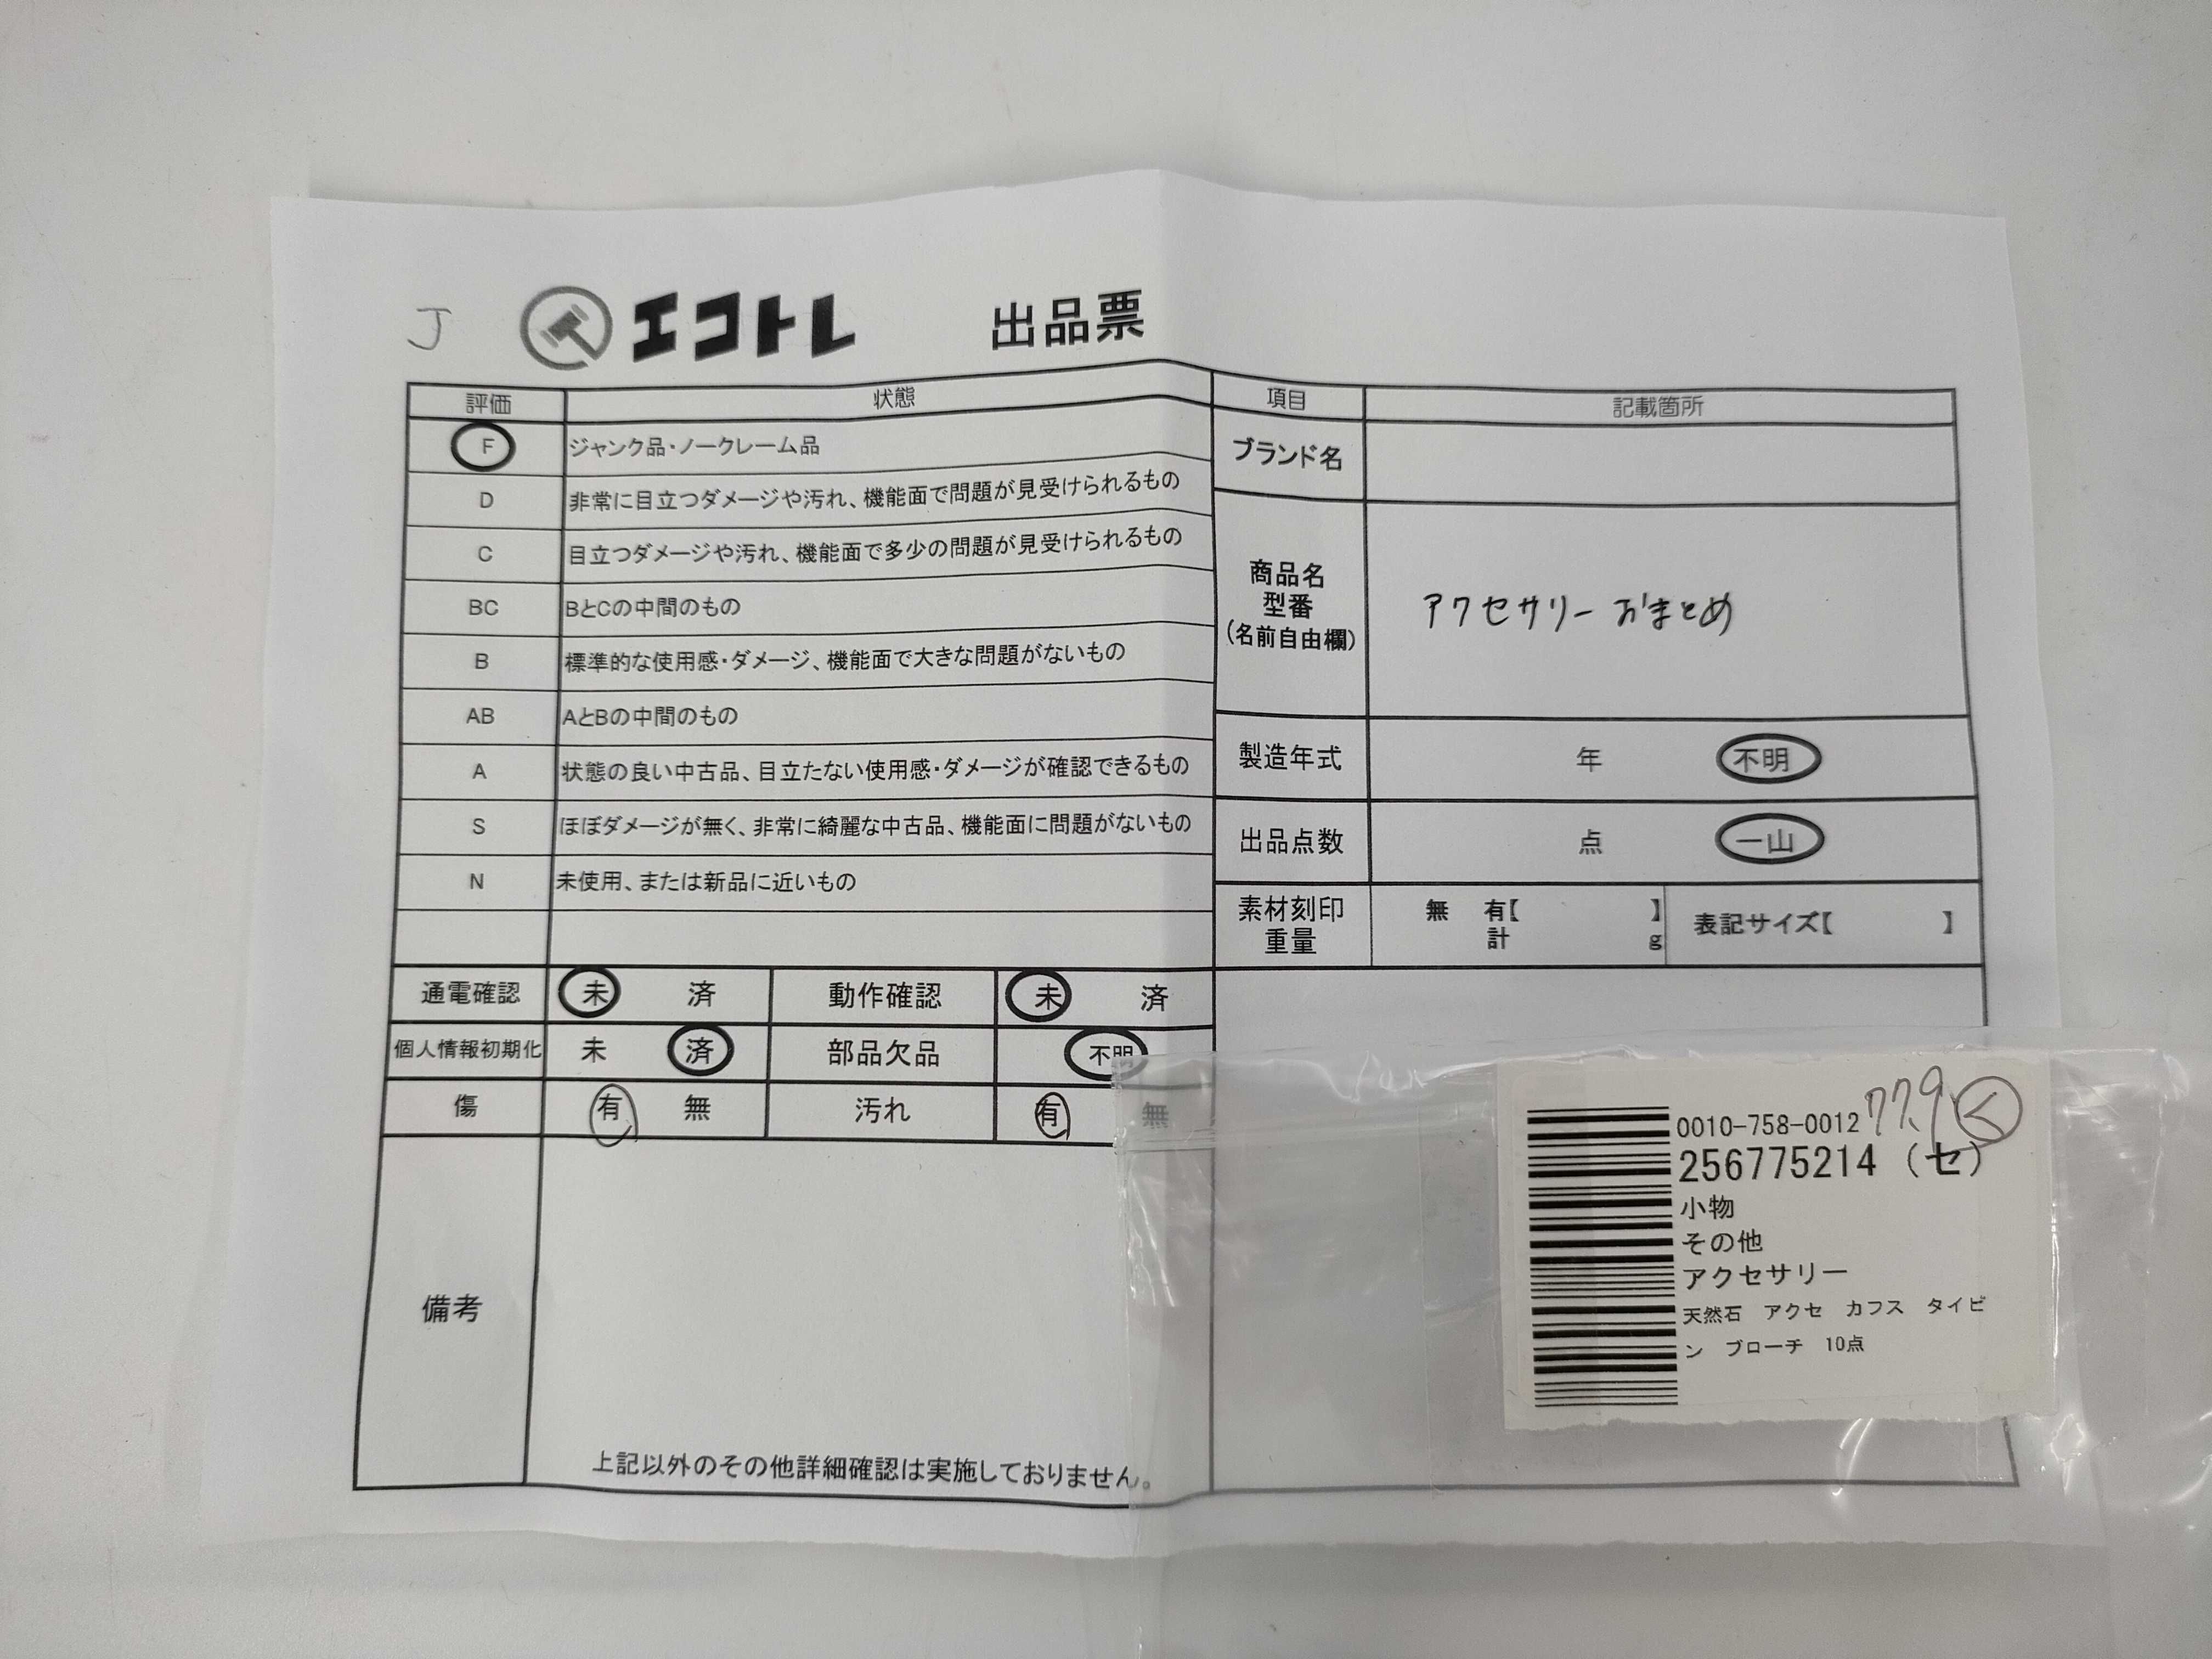 J エコトレ 出品票
評価 状態 項目 記載箇所
F ジャンク品・ノークレーム品
D 非常に目立つダメージや汚れ、機能面で問題が見受けられるもの
C 目立つダメージや汚れ、機能面で多少の問題が見受けられるもの
BC BとCの中間のもの
B 標準的な使用感・ダメージ、機能面で大きな問題がないもの
AB AとBの中間のもの
A 状態の良い中古品、目立たない使用感・ダメージが確認できるもの
S ほぼダメージが無く、非常に綺麗な中古品、機能面に問題がないもの
N 未使用、または新品に近いもの
ブランド名
商品名
型番
(名前自由欄)
アクセサリー おまとめ
製造年式 年 不明
出品点数 点 一山
素材刻印 無 有【 】
重量 計 g
表記サイズ【 】
通電確認 未 済 動作確認 未 済
個人情報初期化 未 済 部品欠品 不明
傷 有 無 汚れ 有 無
備考
上記以外のその他詳細確認は実施しておりません。
0010-758-0012 77.9 く
256775214 (セ)
小物
その他
アクセサリー
天然石 アクセ カフス タイピ
ン ブローチ 10点